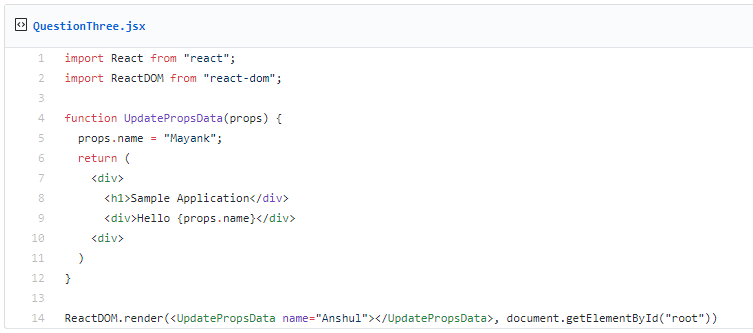 QuestionThree.jsx
1 import React from "react";
2 import ReactDOM from "react-dom";
3
4 function UpdatePropsData(props) {
5   props.name = "Mayank";
6   return (
7     <div>
8       <h1>Sample Application</div>
9       <div>Hello {props.name}</div>
10     <div>
11   )
12 }
13
14 ReactDOM.render(<UpdatePropsData name="Anshul"></UpdatePropsData>, document.getElementById("root"))